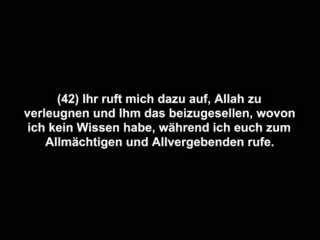 (42) Ihr ruft mich dazu auf, Allah zu
verleugnen und Ihm das beizugesellen, wovon
ich kein Wissen habe, während ich euch zum
Allmächtigen und Allvergebenden rufe.